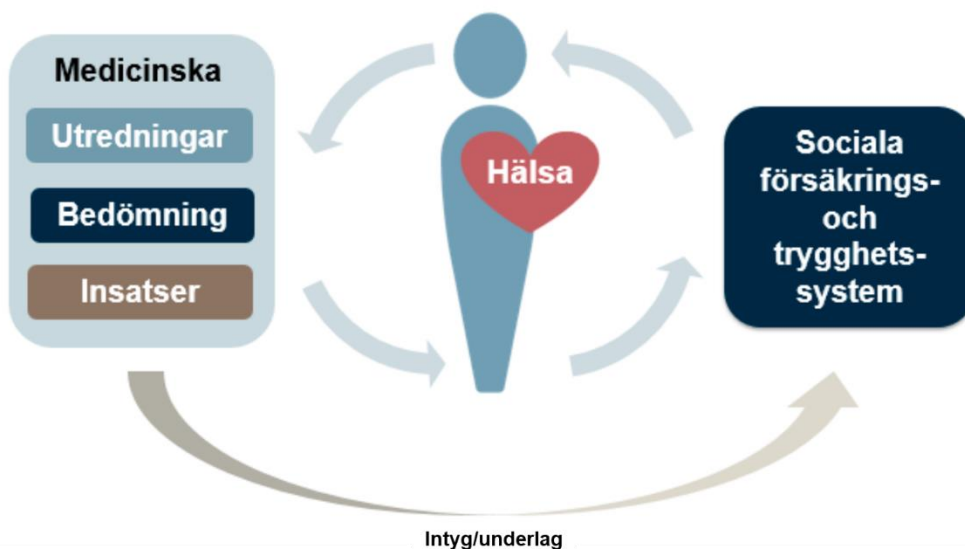 Medicinska
Utredningar
Bedömning
Insatser
Hälsa
Sociala
försäkrings-
och
trygghets-
system
Intyg/underlag